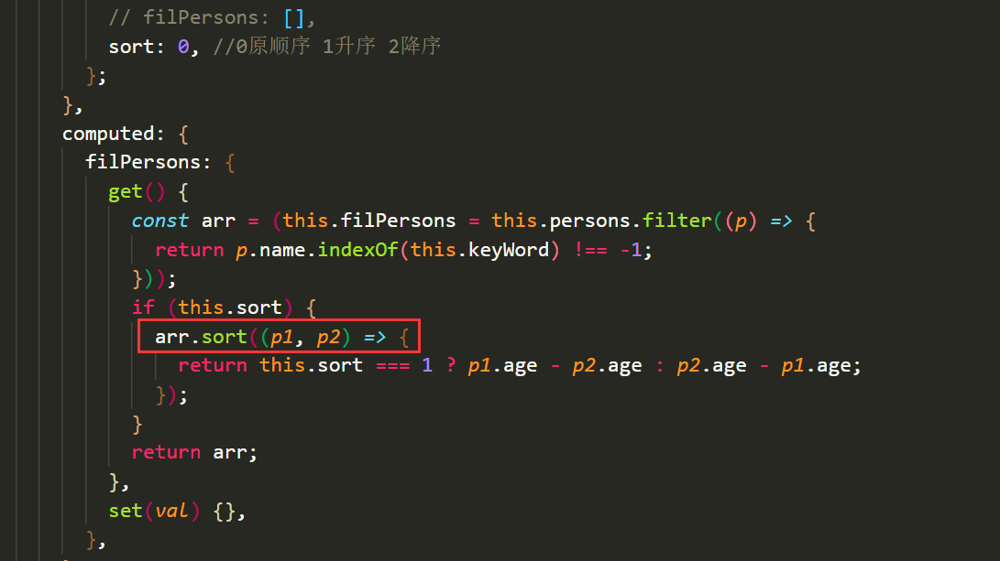 // filPersons: [],
sort: 0, //0原顺序 1升序 2降序
};
},
computed: {
filPersons: {
get() {
const arr = (this.filPersons = this.persons.filter((p) => {
return p.name.indexOf(this.keyWord) !== -1;
}));
if (this.sort) {
arr.sort((p1, p2) => {
return this.sort === 1 ? p1.age - p2.age : p2.age - p1.age;
});
}
return arr;
},
set(val) {},
},